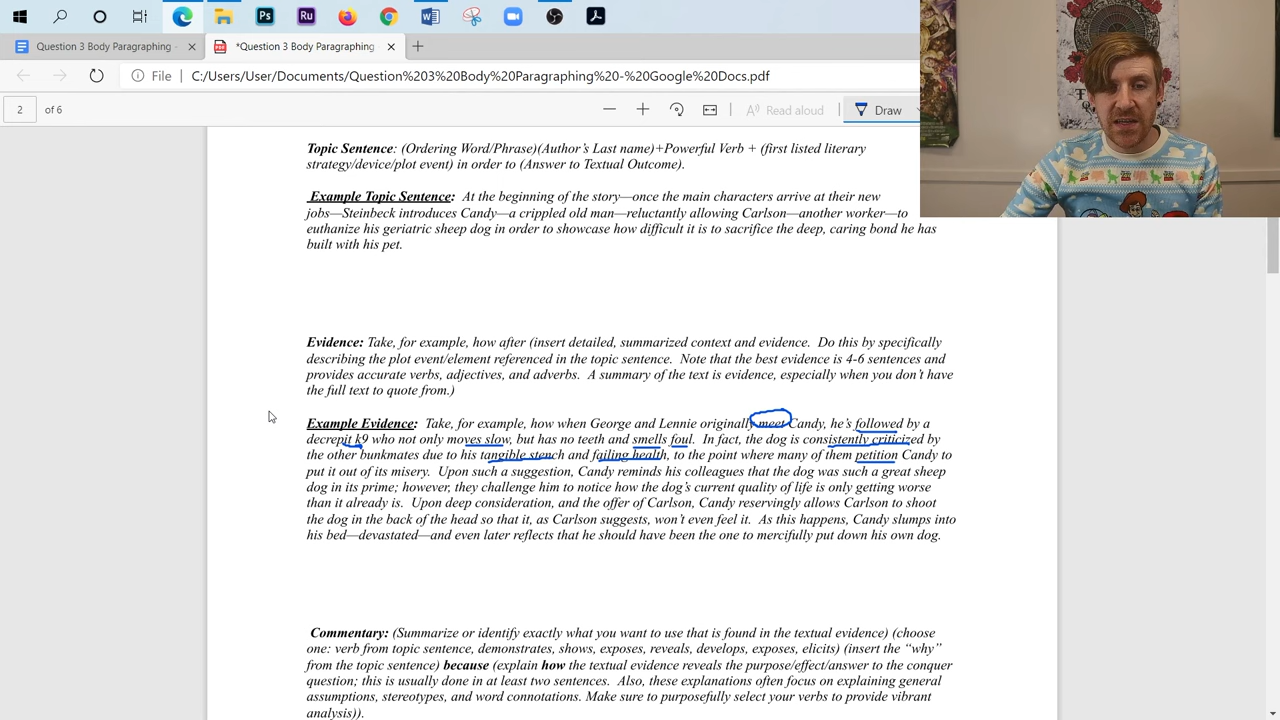 Question 3 Body Paragraphing -
*Question 3 Body Paragraphing
File
C:/Users/User/Documents/Question%203%20Body%20Paragraphing%20-%20Google%20Docs.pdf
2
of 6
Read aloud
Draw
Topic Sentence: (Ordering Word/Phrase)(Author's Last name)+Powerful Verb + (first listed literary
strategy/device/plot event) in order to (Answer to Textual Outcome).
Example Topic Sentence: At the beginning of the story—once the main characters arrive at their new
jobs—Steinbeck introduces Candy—a crippled old man—reluctantly allowing Carlson—another worker—to
euthanize his geriatric sheep dog in order to showcase how difficult it is to sacrifice the deep, caring bond he has
built with his pet.
Evidence: Take, for example, how after (insert detailed, summarized context and evidence. Do this by specifically
describing the plot event/element referenced in the topic sentence. Note that the best evidence is 4-6 sentences and
provides accurate verbs, adjectives, and adverbs. A summary of the text is evidence, especially when you don't have
the full text to quote from.)
Example Evidence: Take, for example, how when George and Lennie originally meet Candy, he's followed by a
decrepit k9 who not only moves slow, but has no teeth and smells foul. In fact, the dog is consistently criticized by
the other bunkmates due to his tangible stench and failing health, to the point where many of them petition Candy to
put it out of its misery. Upon such a suggestion, Candy reminds his colleagues that the dog was such a great sheep
dog in its prime; however, they challenge him to notice how the dog's current quality of life is only getting worse
than it already is. Upon deep consideration, and the offer of Carlson, Candy reservingly allows Carlson to shoot
the dog in the back of the head so that it, as Carlson suggests, won't even feel it. As this happens, Candy slumps into
his bed—devastated—and even later reflects that he should have been the one to mercifully put down his own dog.
Commentary: (Summarize or identify exactly what you want to use that is found in the textual evidence) (choose
one: verb from topic sentence, demonstrates, shows, exposes, reveals, develops, exposes, elicits) (insert the "why"
from the topic sentence) because (explain how the textual evidence reveals the purpose/effect/answer to the conquer
question; this is usually done in at least two sentences. Also, these explanations often focus on explaining general
assumptions, stereotypes, and word connotations. Make sure to purposefully select your verbs to provide vibrant
analysis)).